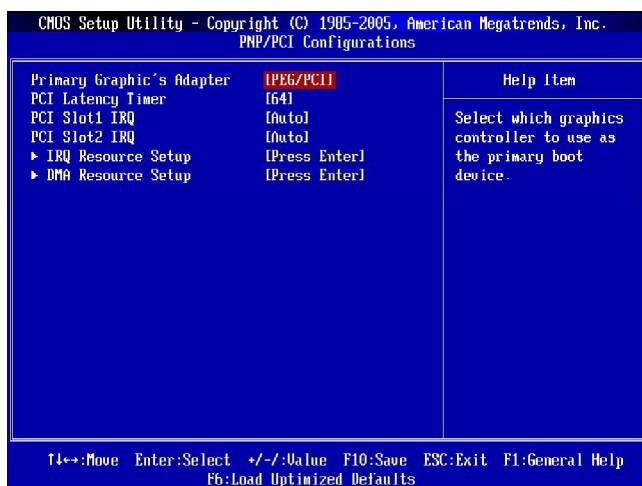 CMOS Setup Utility - Copyright (C) 1985-2005, American Megatrends, Inc.
PNP/PCI Configurations
Primary Graphic's Adapter [PEG/PCI]
PCI Latency Timer [64]
PCI Slot1 IRQ [Auto]
PCI Slot2 IRQ [Auto]
► IRQ Resource Setup [Press Enter]
► DMA Resource Setup [Press Enter]
Help Item
Select which graphics
controller to use as
the primary boot
device.
↑↓←→:Move Enter:Select +/-/:Value F10:Save ESC:Exit F1:General Help
F6:Load Optimized Defaults